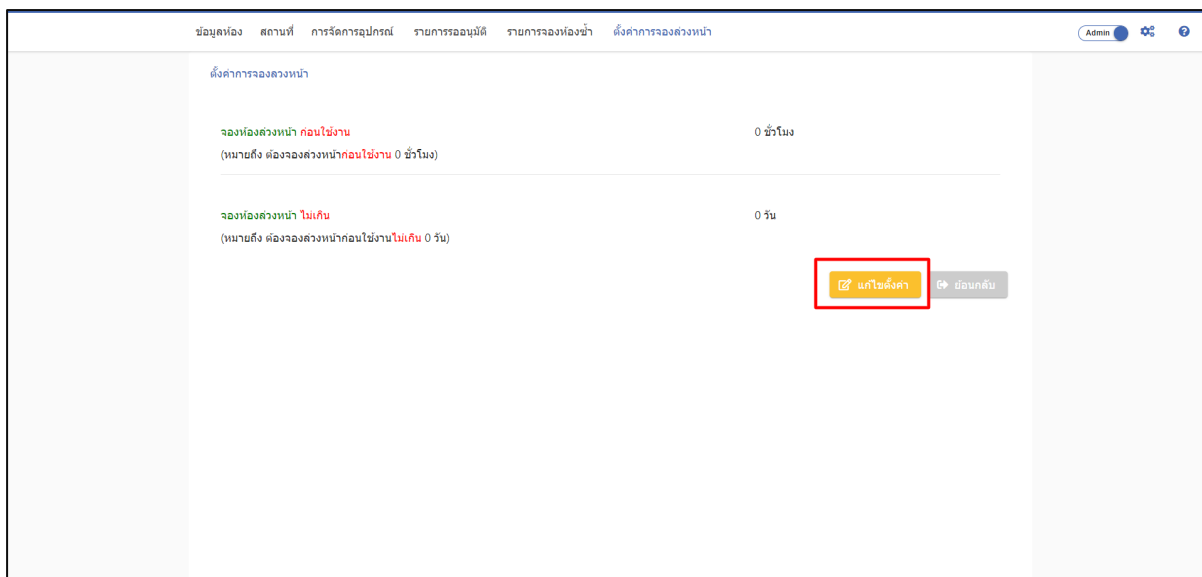 ข้อมูลห้อง สถานที่ การจัดการอุปกรณ์ รายการรออนุมัติ รายการจองห้องซ้ำ ตั้งค่าการจองล่วงหน้า Admin
ตั้งค่าการจองล่วงหน้า
จองห้องล่วงหน้า ก่อนใช้งาน 0 ชั่วโมง
(หมายถึง ต้องจองล่วงหน้าก่อนใช้งาน 0 ชั่วโมง)
จองห้องล่วงหน้า ไม่เกิน 0 วัน
(หมายถึง ต้องจองล่วงหน้าก่อนใช้งานไม่เกิน 0 วัน)
แก้ไขตั้งค่า ย้อนกลับ